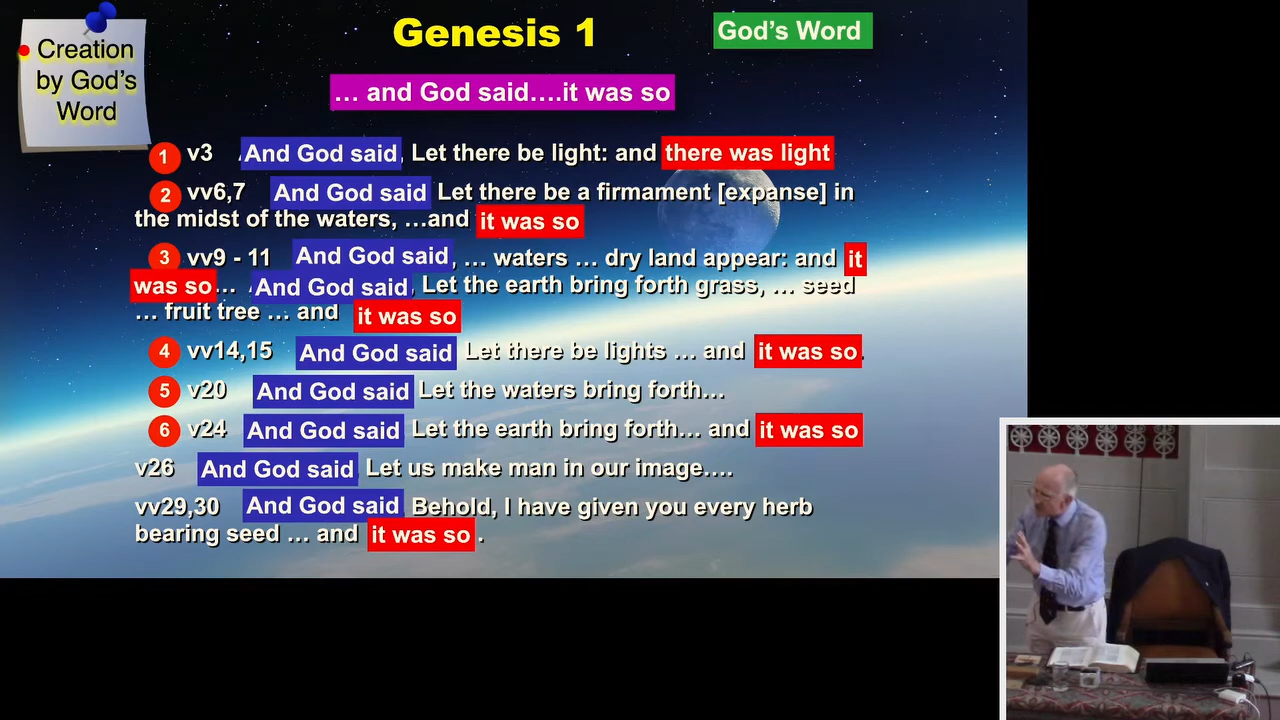 • Creation
by God's
Word
Genesis 1
God's Word
… and God said….it was so
1 v3 And God said, Let there be light: and there was light
2 vv6,7 And God said Let there be a firmament [expanse] in
the midst of the waters, …and it was so
3 vv9 - 11 And God said, … waters … dry land appear: and it
was so… And God said, Let the earth bring forth grass, … seed
… fruit tree … and it was so
4 vv14,15 And God said Let there be lights … and it was so.
5 v20 And God said Let the waters bring forth…
6 v24 And God said Let the earth bring forth… and it was so
v26 And God said Let us make man in our image….
vv29,30 And God said Behold, I have given you every herb
bearing seed … and it was so.